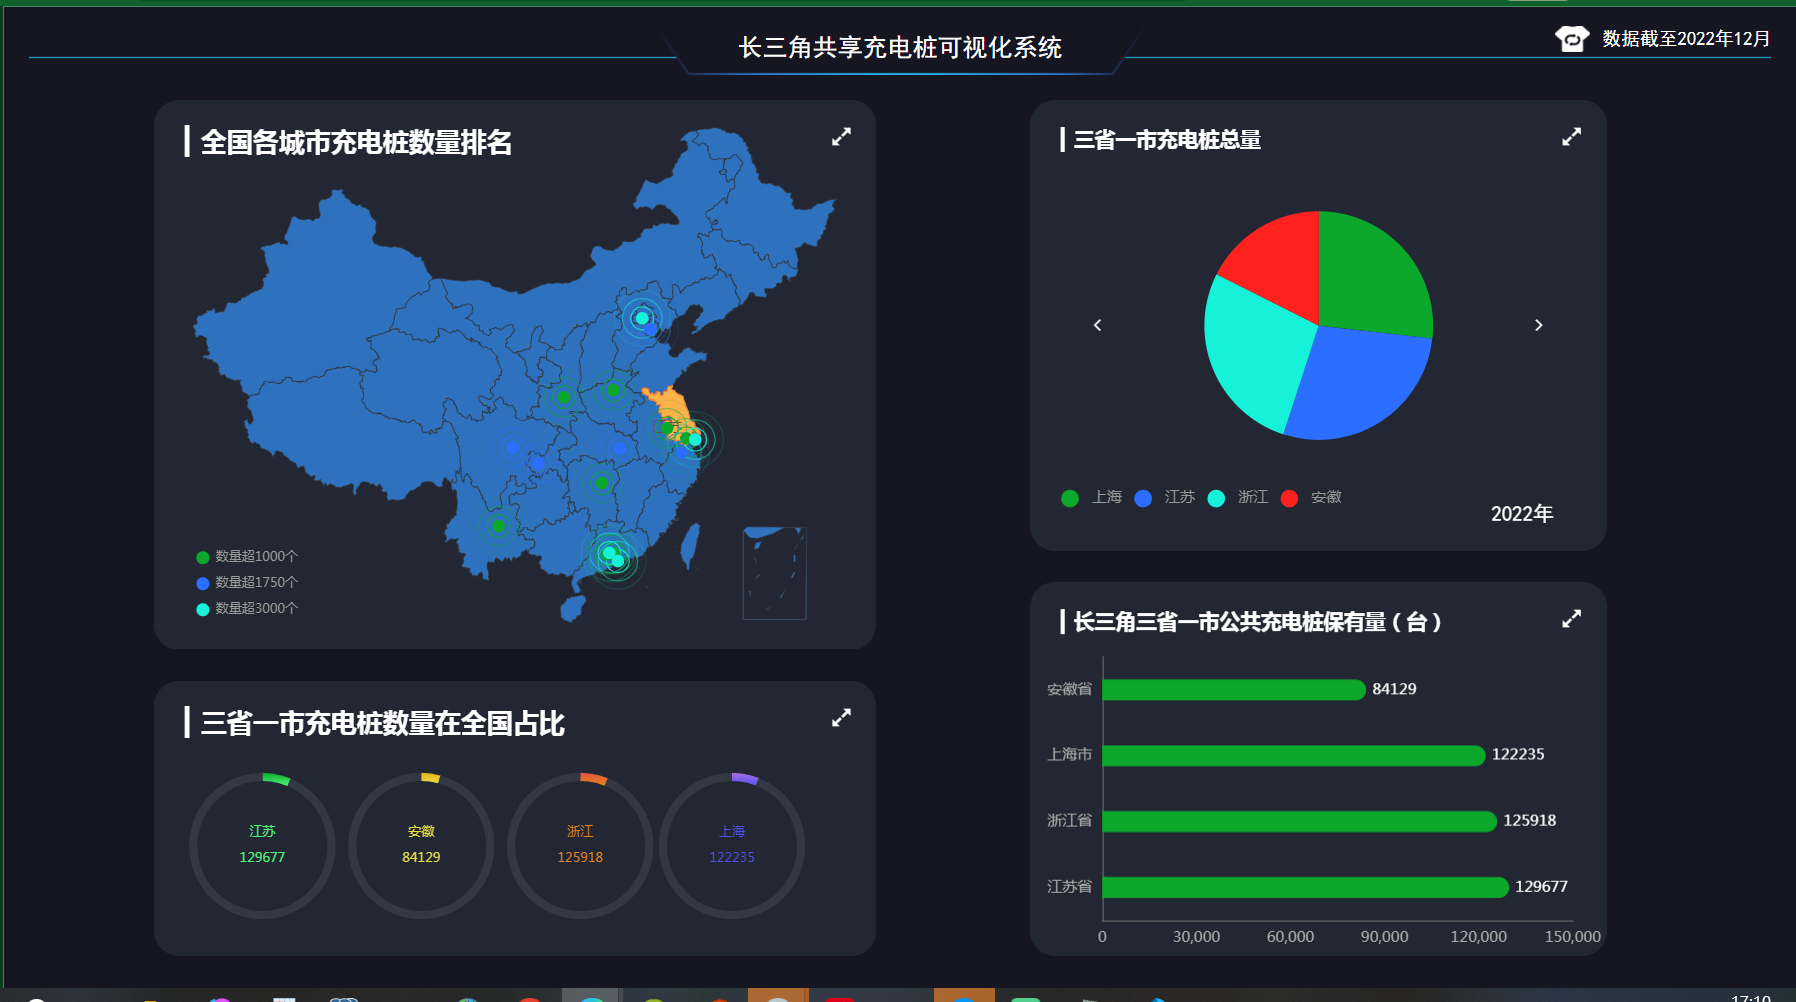 长三角共享充电桩可视化系统
数据截至2022年12月
全国各城市充电桩数量排名
数量超1000个
数量超1750个
数量超3000个
三省一市充电桩总量
上海 江苏 浙江 安徽
2022年
三省一市充电桩数量在全国占比
江苏
129677
安徽
84129
浙江
125918
上海
122235
长三角三省一市公共充电桩保有量（台）
安徽省 84129
上海市 122235
浙江省 125918
江苏省 129677
0 30,000 60,000 90,000 120,000 150,000